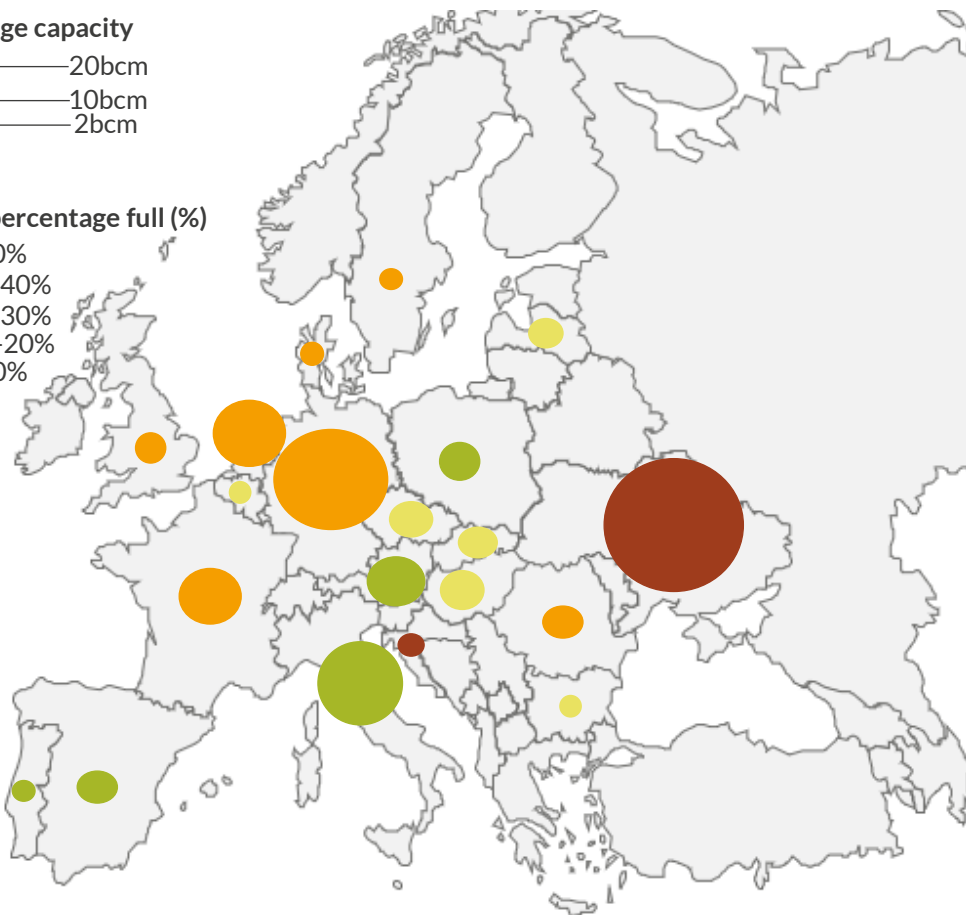 ge capacity
20bcm
10bcm
2bcm
percentage full (%)
0%
40%
30%
-20%
0%